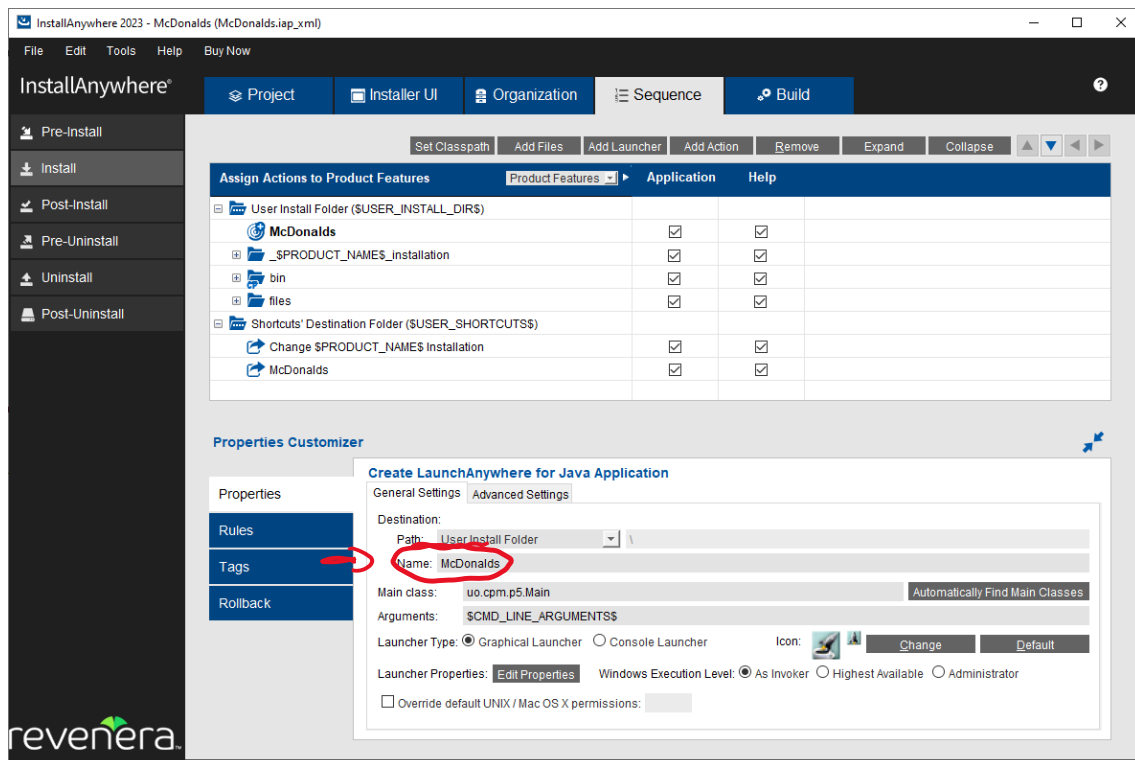 InstallAnywhere 2023 - McDonalds (McDonalds.iap_xml)
File Edit Tools Help Buy Now
InstallAnywhere®
Project Installer UI Organization Sequence Build
Pre-Install
Install
Post-Install
Pre-Uninstall
Uninstall
Post-Uninstall
Set Classpath Add Files Add Launcher Add Action Remove Expand Collapse
Assign Actions to Product Features Product Features Application Help
User Install Folder ($USER_INSTALL_DIR$)
McDonalds
_$PRODUCT_NAME$_installation
bin
files
Shortcuts' Destination Folder ($USER_SHORTCUTS$)
Change $PRODUCT_NAME$ Installation
McDonalds
Properties Customizer
Properties
Rules
Tags
Rollback
Create LaunchAnywhere for Java Application
General Settings Advanced Settings
Destination:
Path: User Install Folder \
Name: McDonalds
Main class: uo.cpm.p5.Main Automatically Find Main Classes
Arguments: $CMD_LINE_ARGUMENTS$
Launcher Type: Graphical Launcher Console Launcher Icon: Change Default
Launcher Properties: Edit Properties Windows Execution Level: As Invoker Highest Available Administrator
Override default UNIX / Mac OS X permissions:
revenera